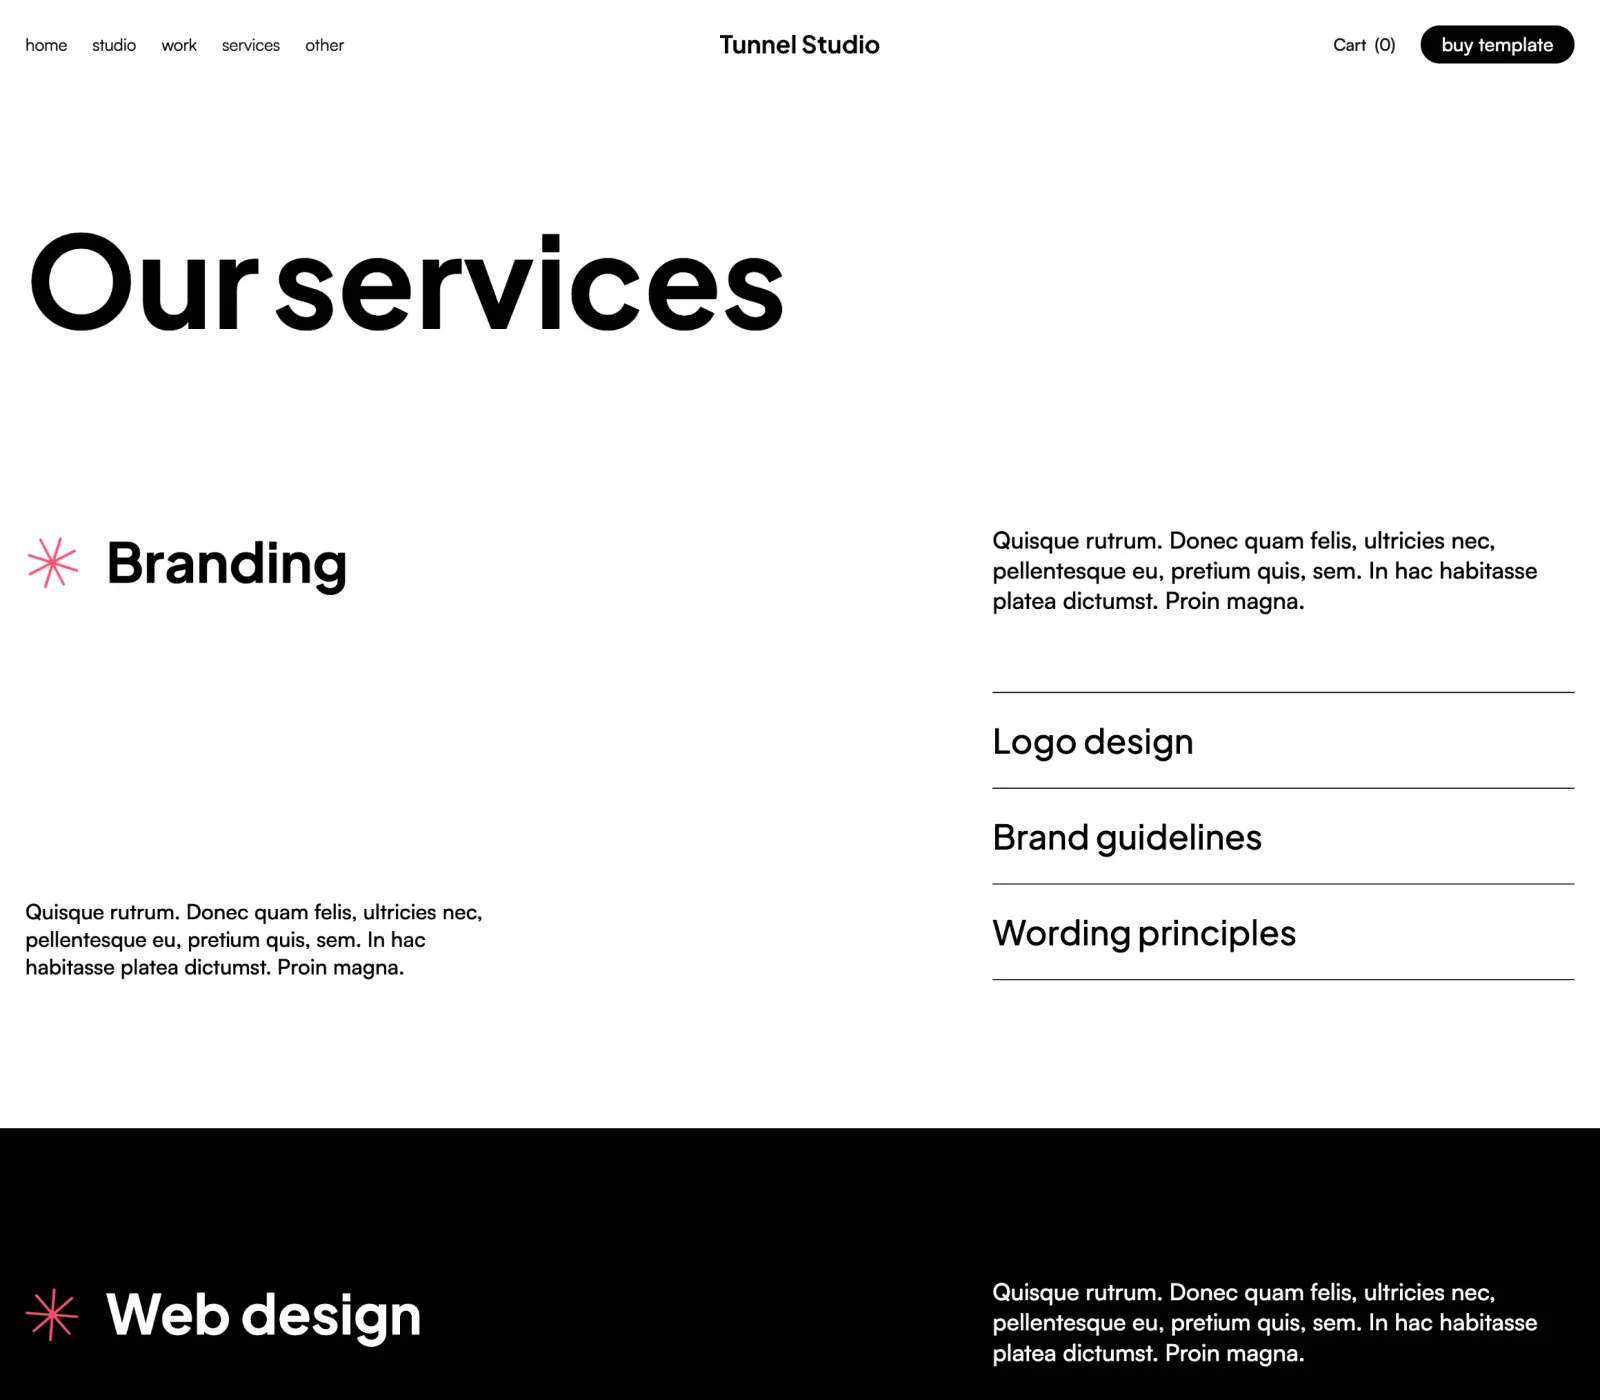 home studio work services other
Tunnel Studio
Cart (0)
buy template
Our services
Branding
Quisque rutrum. Donec quam felis, ultricies nec,
pellentesque eu, pretium quis, sem. In hac habitasse
platea dictumst. Proin magna.
Logo design
Brand guidelines
Wording principles
Quisque rutrum. Donec quam felis, ultricies nec,
pellentesque eu, pretium quis, sem. In hac
habitasse platea dictumst. Proin magna.
Web design
Quisque rutrum. Donec quam felis, ultricies nec,
pellentesque eu, pretium quis, sem. In hac habitasse
platea dictumst. Proin magna.